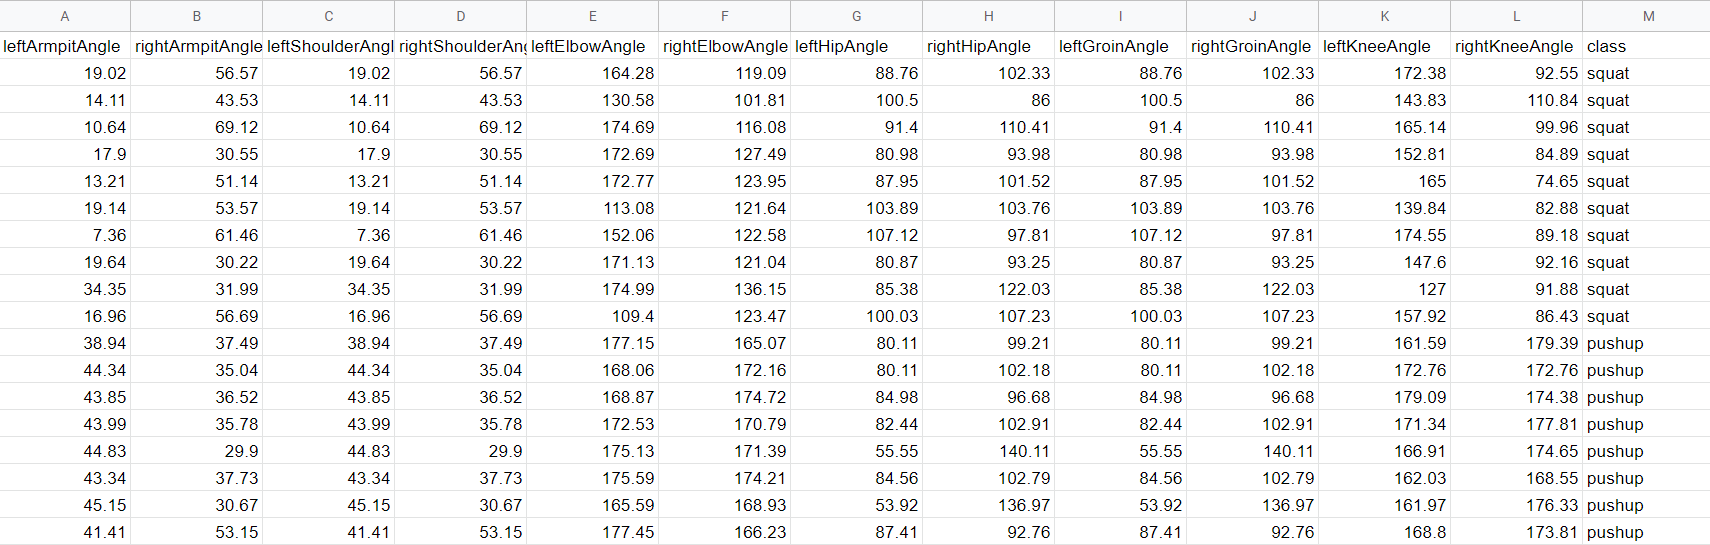 A B C D E F G H I J K L M
leftArmpitAngle rightArmpitAngle leftShoulderAngl rightShoulderAng leftElbowAngle rightElbowAngle leftHipAngle rightHipAngle leftGroinAngle rightGroinAngle leftKneeAngle rightKneeAngle class
19.02 56.57 19.02 56.57 164.28 119.09 88.76 102.33 88.76 102.33 172.38 92.55 squat
14.11 43.53 14.11 43.53 130.58 101.81 100.5 86 100.5 86 143.83 110.84 squat
10.64 69.12 10.64 69.12 174.69 116.08 91.4 110.41 91.4 110.41 165.14 99.96 squat
17.9 30.55 17.9 30.55 172.69 127.49 80.98 93.98 80.98 93.98 152.81 84.89 squat
13.21 51.14 13.21 51.14 172.77 123.95 87.95 101.52 87.95 101.52 165 74.65 squat
19.14 53.57 19.14 53.57 113.08 121.64 103.89 103.76 103.89 103.76 139.84 82.88 squat
7.36 61.46 7.36 61.46 152.06 122.58 107.12 97.81 107.12 97.81 174.55 89.18 squat
19.64 30.22 19.64 30.22 171.13 121.04 80.87 93.25 80.87 93.25 147.6 92.16 squat
34.35 31.99 34.35 31.99 174.99 136.15 85.38 122.03 85.38 122.03 127 91.88 squat
16.96 56.69 16.96 56.69 109.4 123.47 100.03 107.23 100.03 107.23 157.92 86.43 squat
38.94 37.49 38.94 37.49 177.15 165.07 80.11 99.21 80.11 99.21 161.59 179.39 pushup
44.34 35.04 44.34 35.04 168.06 172.16 80.11 102.18 80.11 102.18 172.76 172.76 pushup
43.85 36.52 43.85 36.52 168.87 174.72 84.98 96.68 84.98 96.68 179.09 174.38 pushup
43.99 35.78 43.99 35.78 172.53 170.79 82.44 102.91 82.44 102.91 171.34 177.81 pushup
44.83 29.9 44.83 29.9 175.13 171.39 55.55 140.11 55.55 140.11 166.91 174.65 pushup
43.34 37.73 43.34 37.73 175.59 174.21 84.56 102.79 84.56 102.79 162.03 168.55 pushup
45.15 30.67 45.15 30.67 165.59 168.93 53.92 136.97 53.92 136.97 161.97 176.33 pushup
41.41 53.15 41.41 53.15 177.45 166.23 87.41 92.76 87.41 92.76 168.8 173.81 pushup